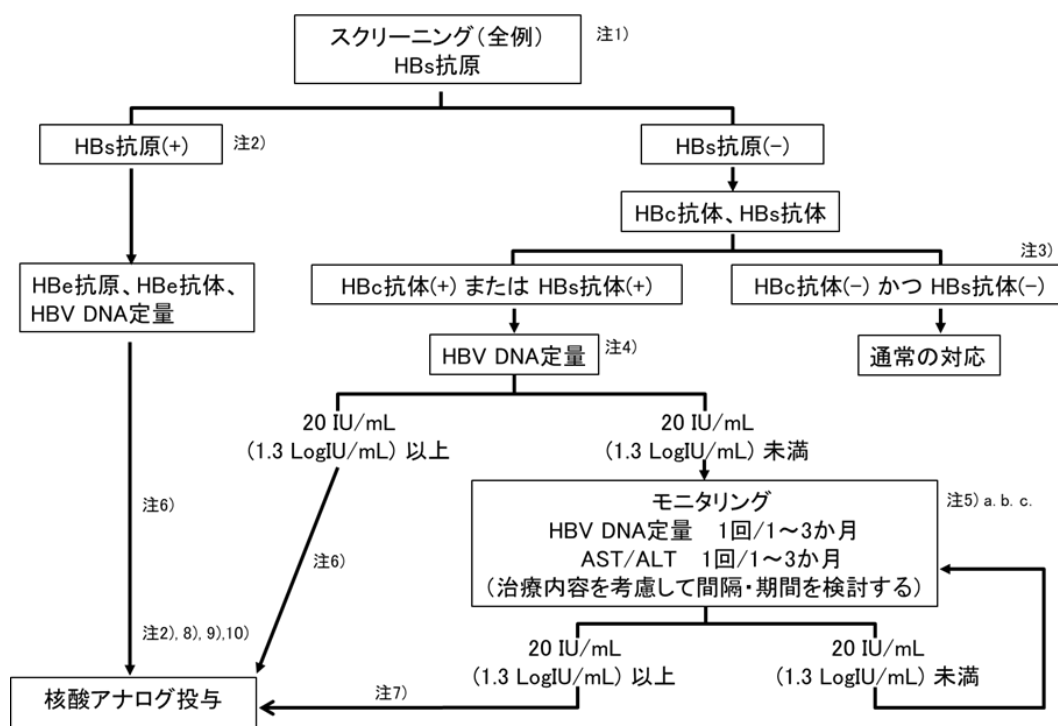 スクリーニング（全例）
HBs抗原
注1)
HBs抗原(+)
注2)
HBs抗原(−)
HBc抗体、HBs抗体
注3)
HBe抗原、HBe抗体、
HBV DNA定量
HBc抗体(+) または HBs抗体(+)
HBc抗体(−) かつ HBs抗体(−)
HBV DNA定量
注4)
通常の対応
20 IU/mL
(1.3 LogIU/mL) 以上
20 IU/mL
(1.3 LogIU/mL) 未満
注6)
注6)
モニタリング
HBV DNA定量　1回/1～3か月
AST/ALT　1回/1～3か月
（治療内容を考慮して間隔・期間を検討する）
注5) a. b. c.
注2), 8), 9),10)
20 IU/mL
(1.3 LogIU/mL) 以上
20 IU/mL
(1.3 LogIU/mL) 未満
核酸アナログ投与
注7)